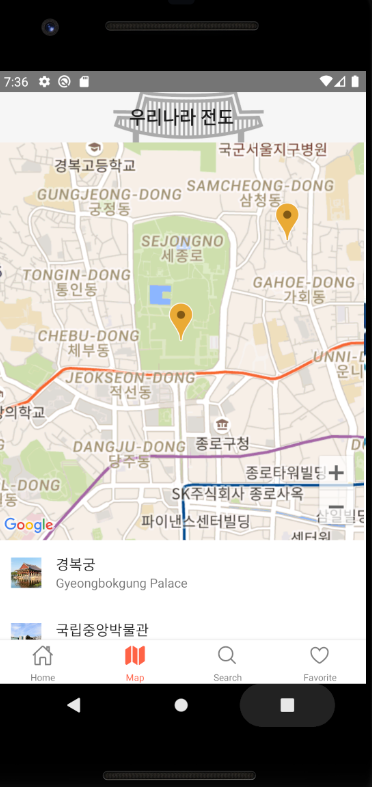 7:36
우리나라 전도
국군서울지구병원
경복고등학교
SAMCHEONG-DONG
삼청동
GUNGJEONG-DONG
궁정동
SEJONGNO
세종로
TONGIN-DONG
통인동
GAHOE-DONG
가회동
CHEBU-DONG
체부동
UNNI-D
운니
JEOKSEON-DONG
적선동
의학교
DANGJU-DONG
당주동
종로구청
종로타워빌딩
L-DONG
동
SK주식회사 종로사옥
Google
파이낸스센터빌딩
삼일빌딩
센터원
경복궁
Gyeongbokgung Palace
국립중앙박물관
Home
Map
Search
Favorite